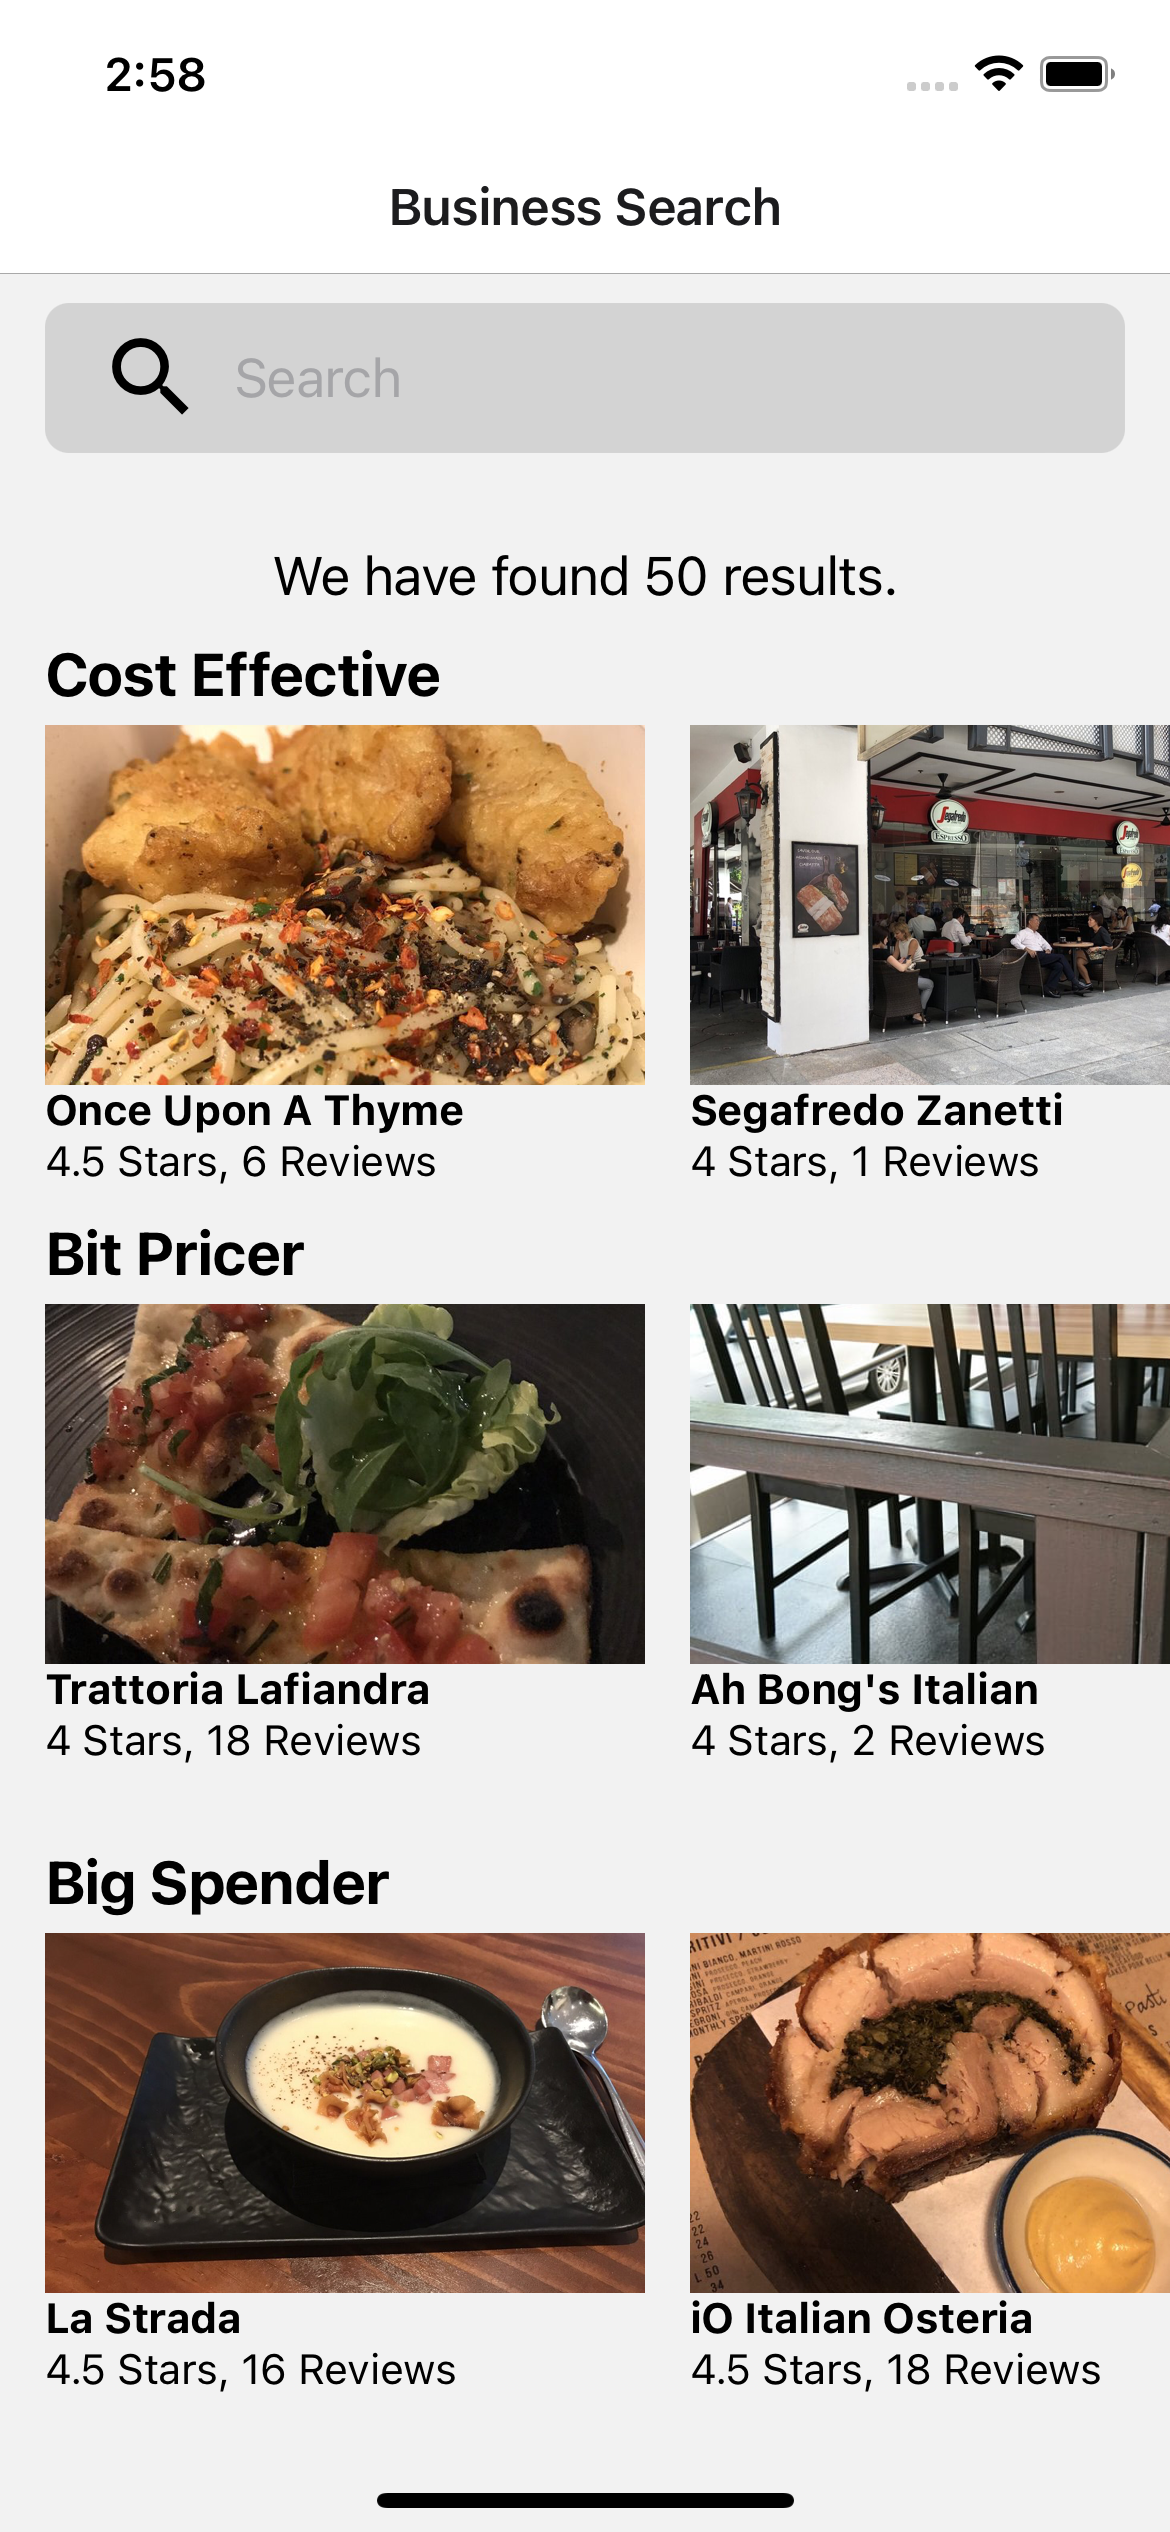 2:58
Business Search
Search
We have found 50 results.
Cost Effective
Segafredo
ESPRESSO
Once Upon A Thyme
4.5 Stars, 6 Reviews
Segafredo Zanetti
4 Stars, 1 Reviews
Bit Pricer
Trattoria Lafiandra
4 Stars, 18 Reviews
Ah Bong's Italian
4 Stars, 2 Reviews
Big Spender
La Strada
4.5 Stars, 16 Reviews
iO Italian Osteria
4.5 Stars, 18 Reviews